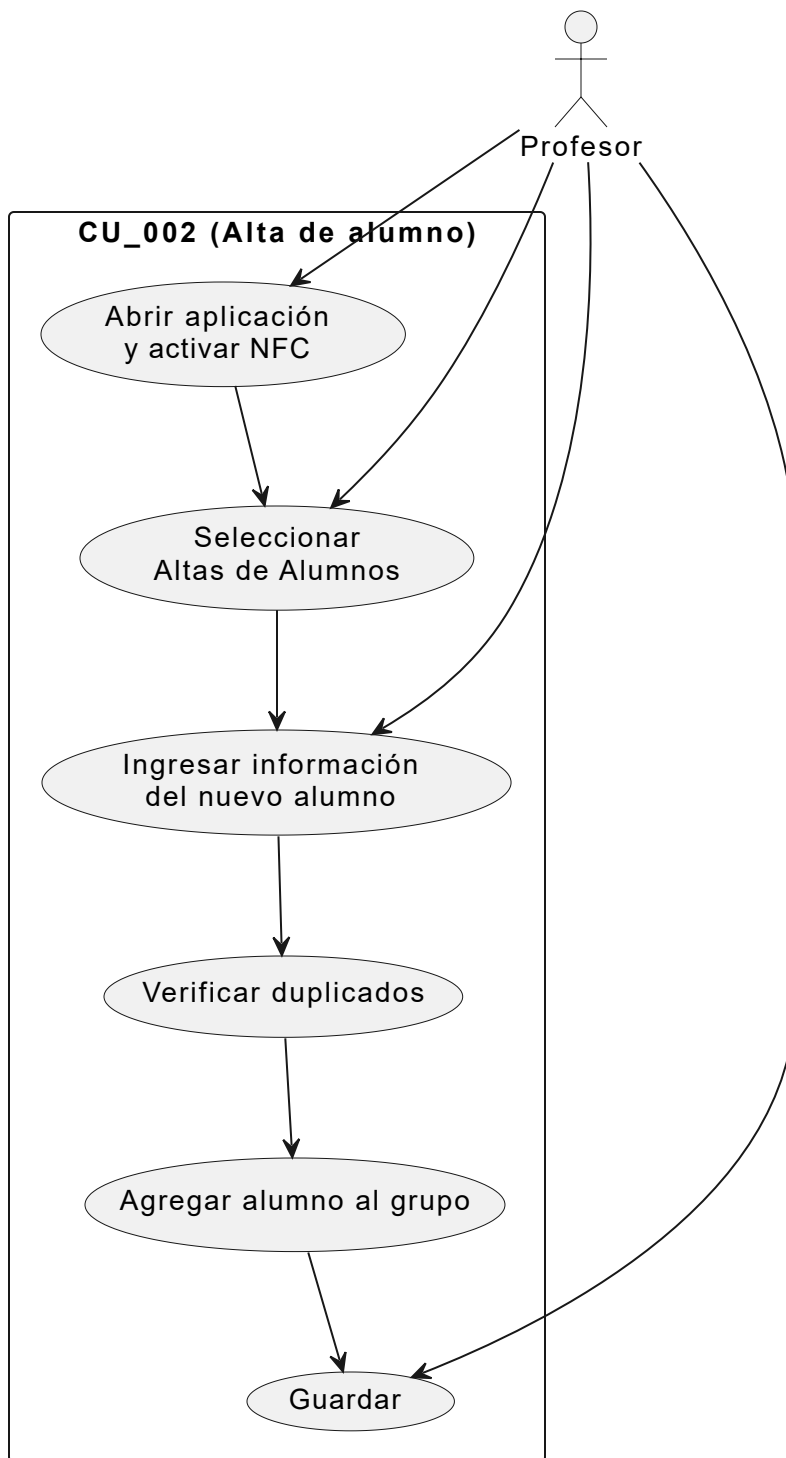 Profesor
CU_002 (Alta de alumno)
Abrir aplicación
y activar NFC
Seleccionar
Altas de Alumnos
Ingresar información
del nuevo alumno
Verificar duplicados
Agregar alumno al grupo
Guardar